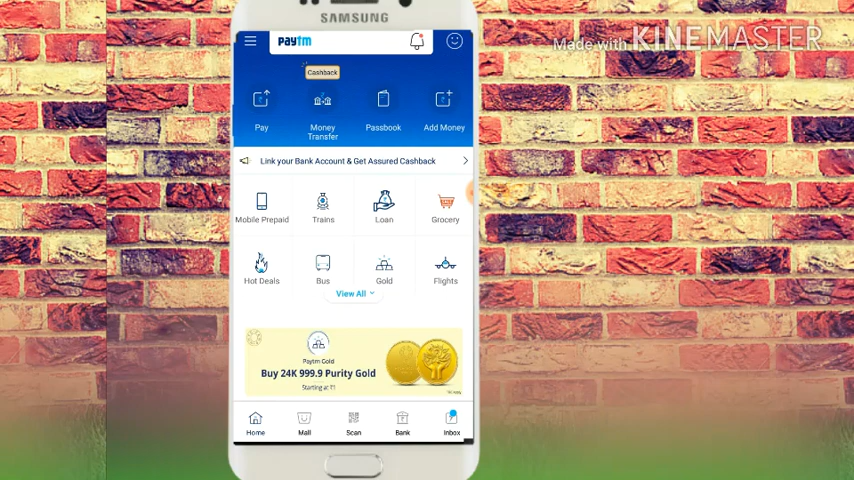 SAMSUNG
Made with KINEMASTER
paytm
Cashback
Pay
Money
Transfer
Passbook
Add Money
Link your Bank Account & Get Assured Cashback
Mobile Prepaid
Trains
Loan
Grocery
Hot Deals
Bus
Gold
Flights
View All
Paytm Gold
Buy 24K 999.9 Purity Gold
Starting at ₹1
Home
Mall
Scan
Bank
Inbox